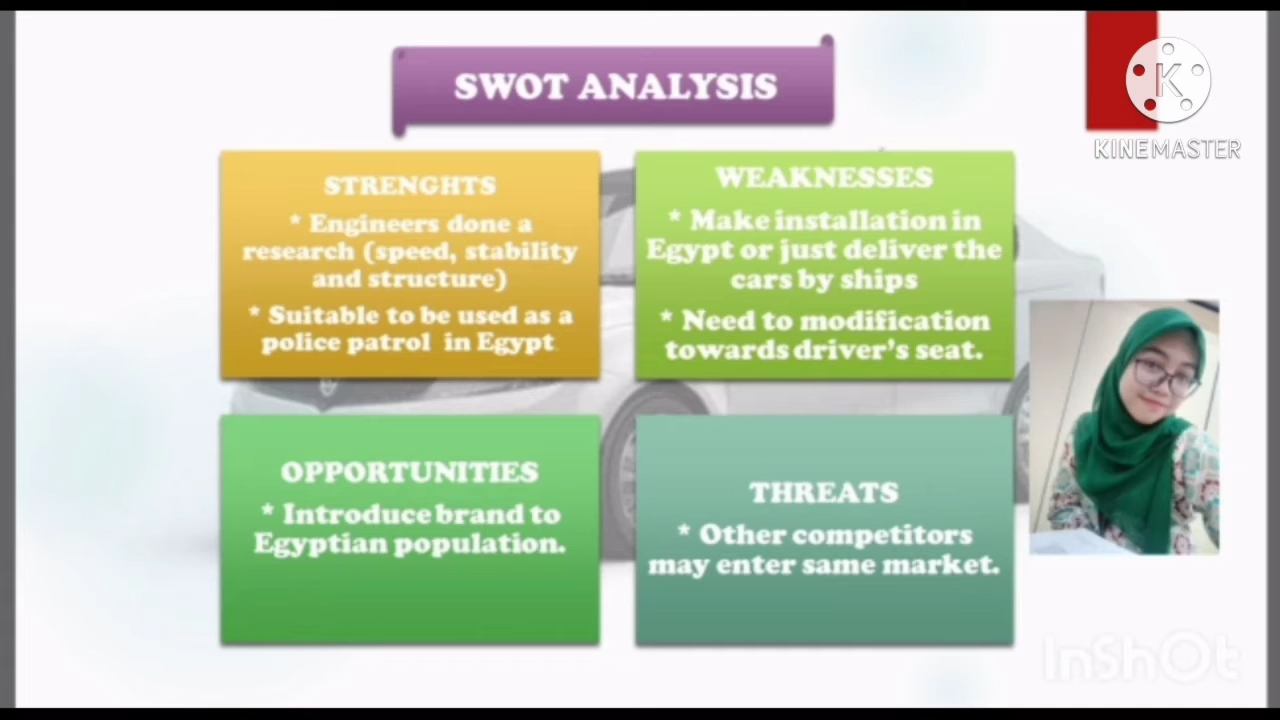 SWOT ANALYSIS
KINEMASTER
STRENGHTS
* Engineers done a
research (speed, stability
and structure)
* Suitable to be used as a
police patrol in Egypt
WEAKNESSES
* Make installation in
Egypt or just deliver the
cars by ships
* Need to modification
towards driver's seat.
OPPORTUNITIES
* Introduce brand to
Egyptian population.
THREATS
* Other competitors
may enter same market.
InShOt